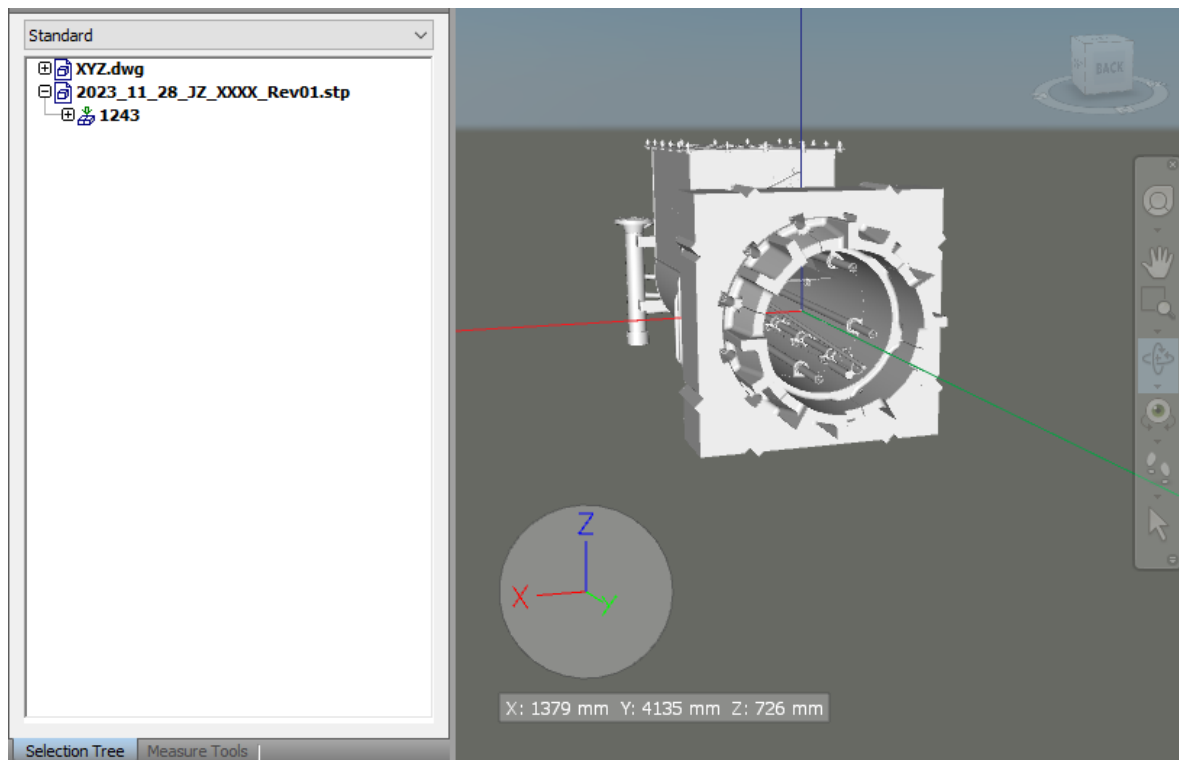 Standard
XYZ.dwg
2023_11_28_JZ_XXXX_Rev01.stp
1243
BACK
Z
X
Y
X: 1379 mm Y: 4135 mm Z: 726 mm
Selection Tree
Measure Tools